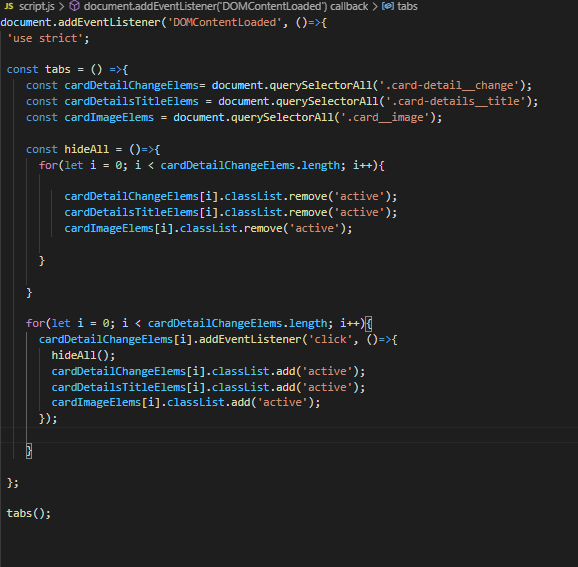 JS script.js > document.addEventListener('DOMContentLoaded') callback > tabs
document.addEventListener('DOMContentLoaded', ()=>{
'use strict';
const tabs = () =>{
const cardDetailChangeElems= document.querySelectorAll('.card-detail__change');
const cardDetailsTitleElems = document.querySelectorAll('.card-details__title');
const cardImageElems = document.querySelectorAll('.card__image');
const hideAll = ()=>{
for(let i = 0; i < cardDetailChangeElems.length; i++){
cardDetailChangeElems[i].classList.remove('active');
cardDetailsTitleElems[i].classList.remove('active');
cardImageElems[i].classList.remove('active');
}
}
for(let i = 0; i < cardDetailChangeElems.length; i++){
cardDetailChangeElems[i].addEventListener('click', ()=>{
hideAll();
cardDetailChangeElems[i].classList.add('active');
cardDetailsTitleElems[i].classList.add('active');
cardImageElems[i].classList.add('active');
});
}
};
tabs();